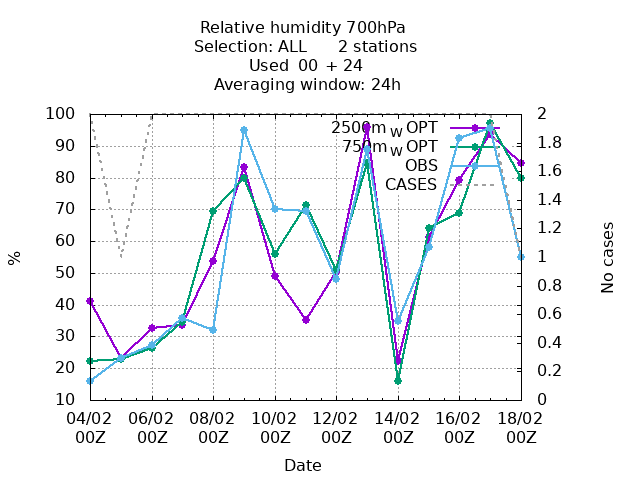 Relative humidity 700hPa
Selection: ALL 2 stations
Used 00 + 24
Averaging window: 24h
2500m_W OPT
750m_W OPT
OBS
CASES
100
90
80
70
60
50
40
30
20
10
2
1.8
1.6
1.4
1.2
1
0.8
0.6
0.4
0.2
0
%
No cases
04/02 06/02 08/02 10/02 12/02 14/02 16/02 18/02
00Z 00Z 00Z 00Z 00Z 00Z 00Z 00Z
Date